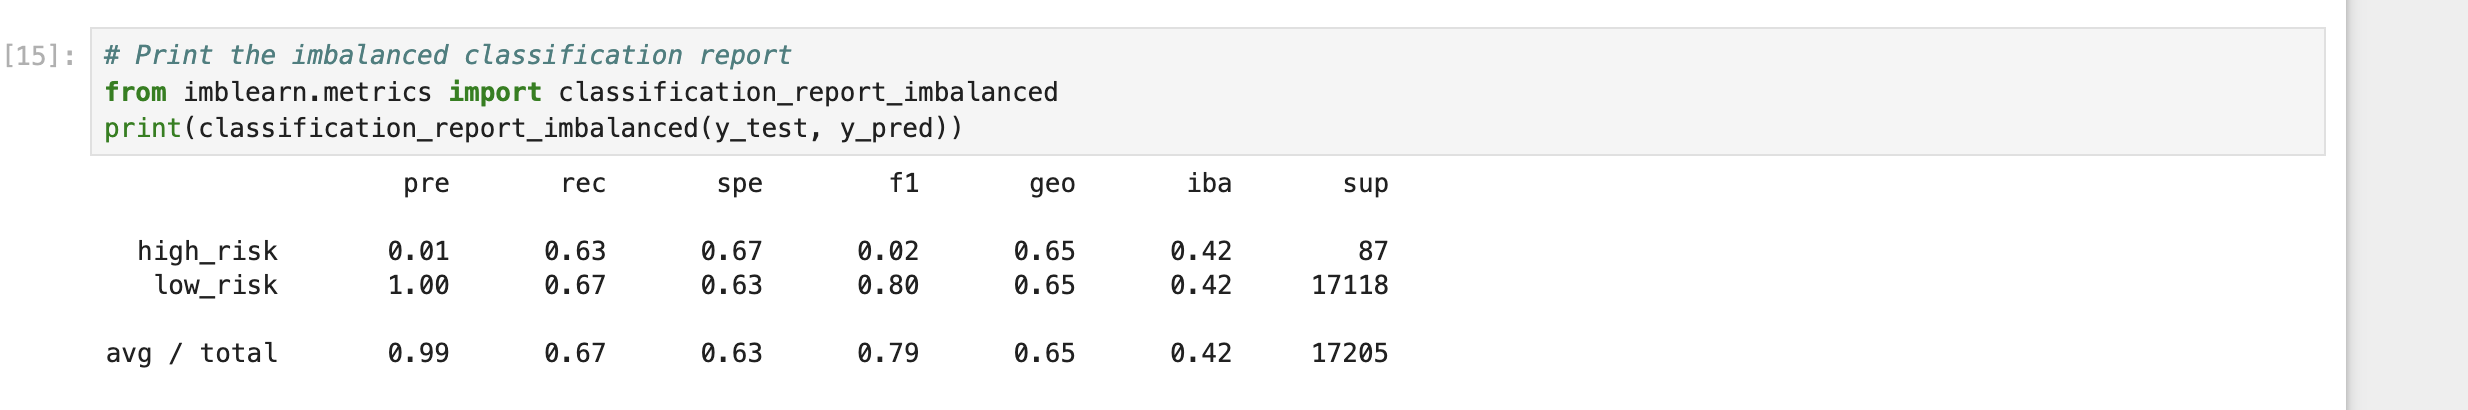 [15]: # Print the imbalanced classification report
from imblearn.metrics import classification_report_imbalanced
print(classification_report_imbalanced(y_test, y_pred))
pre rec spe f1 geo iba sup
high_risk 0.01 0.63 0.67 0.02 0.65 0.42 87
low_risk 1.00 0.67 0.63 0.80 0.65 0.42 17118
avg / total 0.99 0.67 0.63 0.79 0.65 0.42 17205